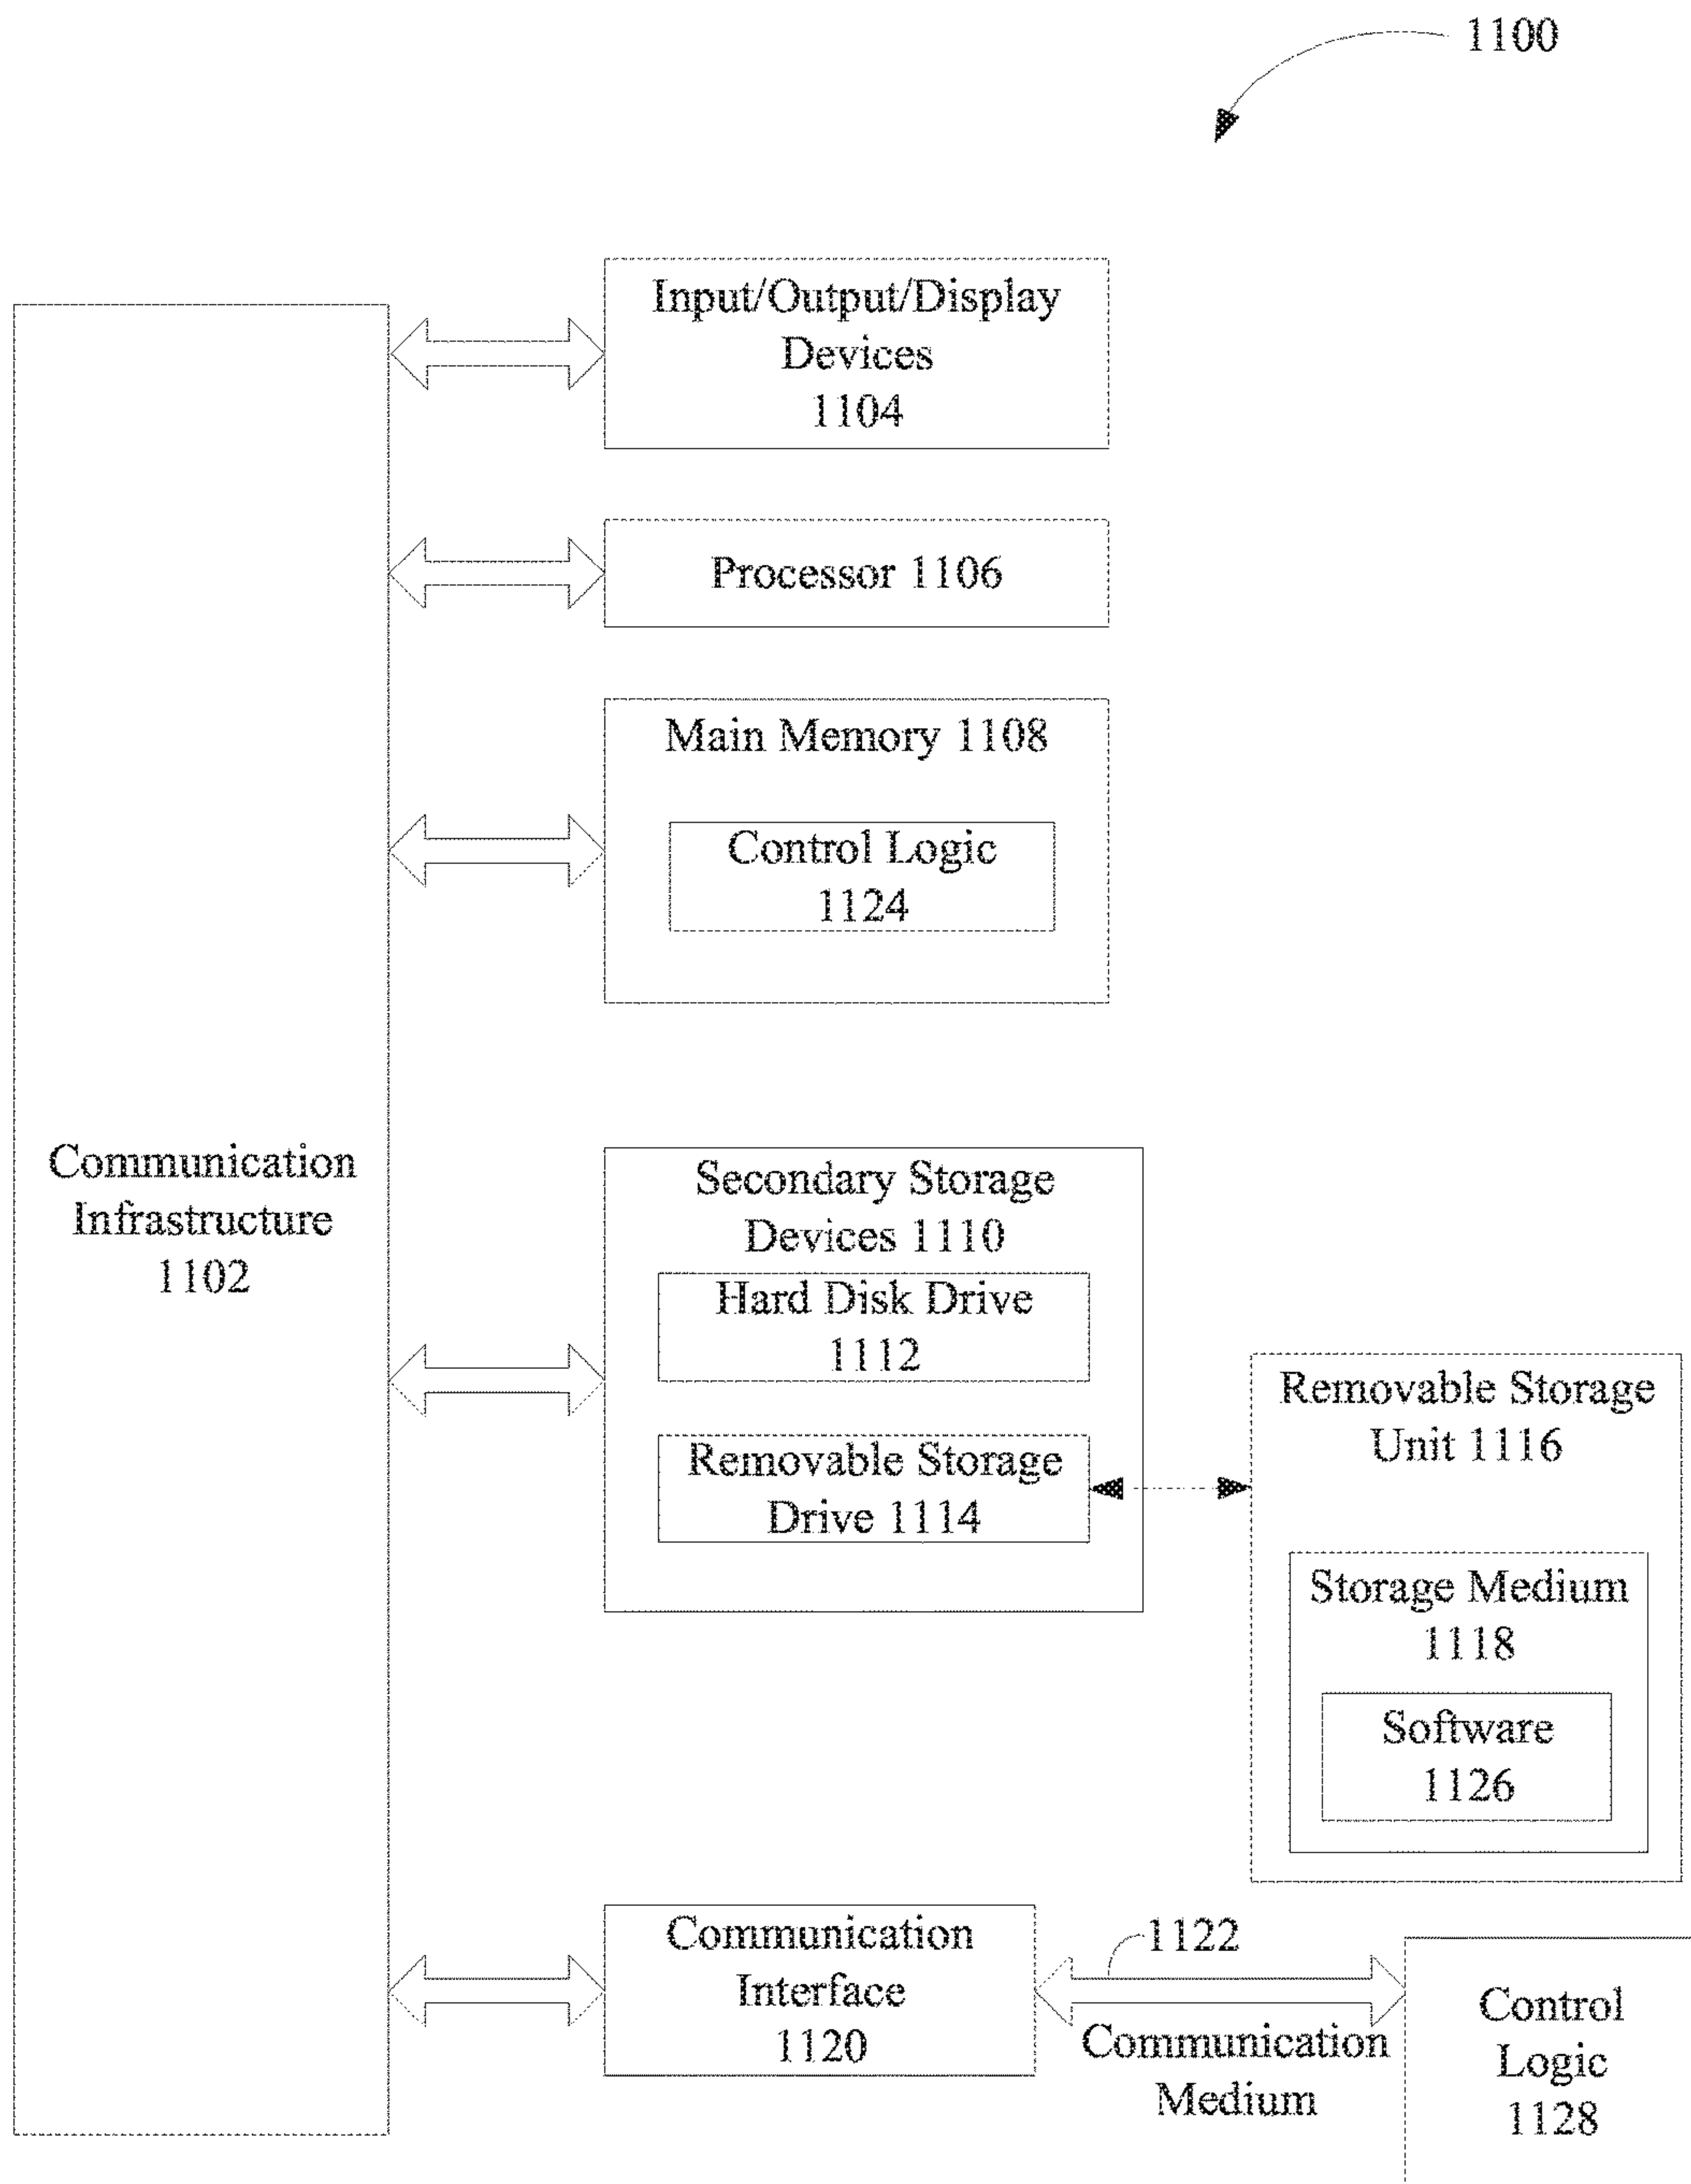 1100
Input/Output/Display
Devices
1104
Processor 1106
Main Memory 1108
Control Logic
1124
Communication
Infrastructure
1102
Secondary Storage
Devices 1110
Hard Disk Drive
1112
Removable Storage
Drive 1114
Removable Storage
Unit 1116
Storage Medium
1118
Software
1126
Communication
Interface
1120
1122
Communication
Medium
Control
Logic
1128